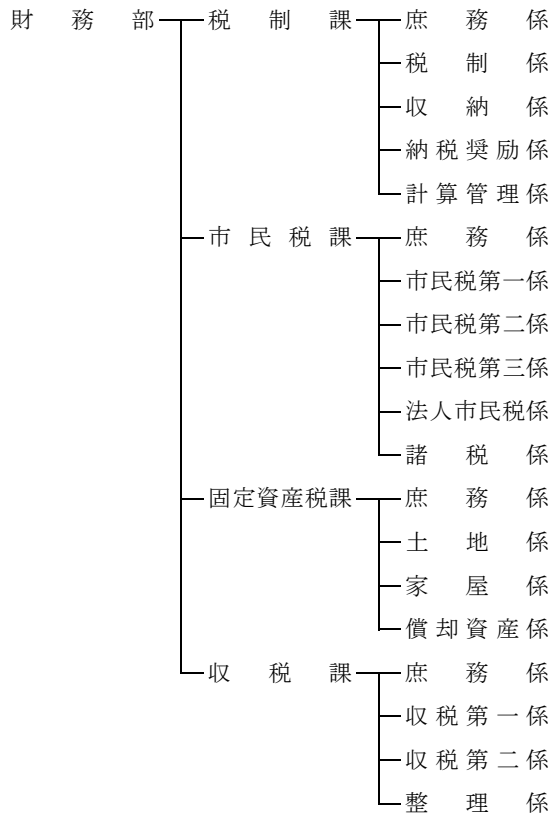 財務部 税制課 庶務係
税制係
収納係
納税奨励係
計算管理係
市民税課 庶務係
市民税第一係
市民税第二係
市民税第三係
法人市民税係
諸税係
固定資産税課 庶務係
土地係
家屋係
償却資産係
収税課 庶務係
収税第一係
収税第二係
整理係